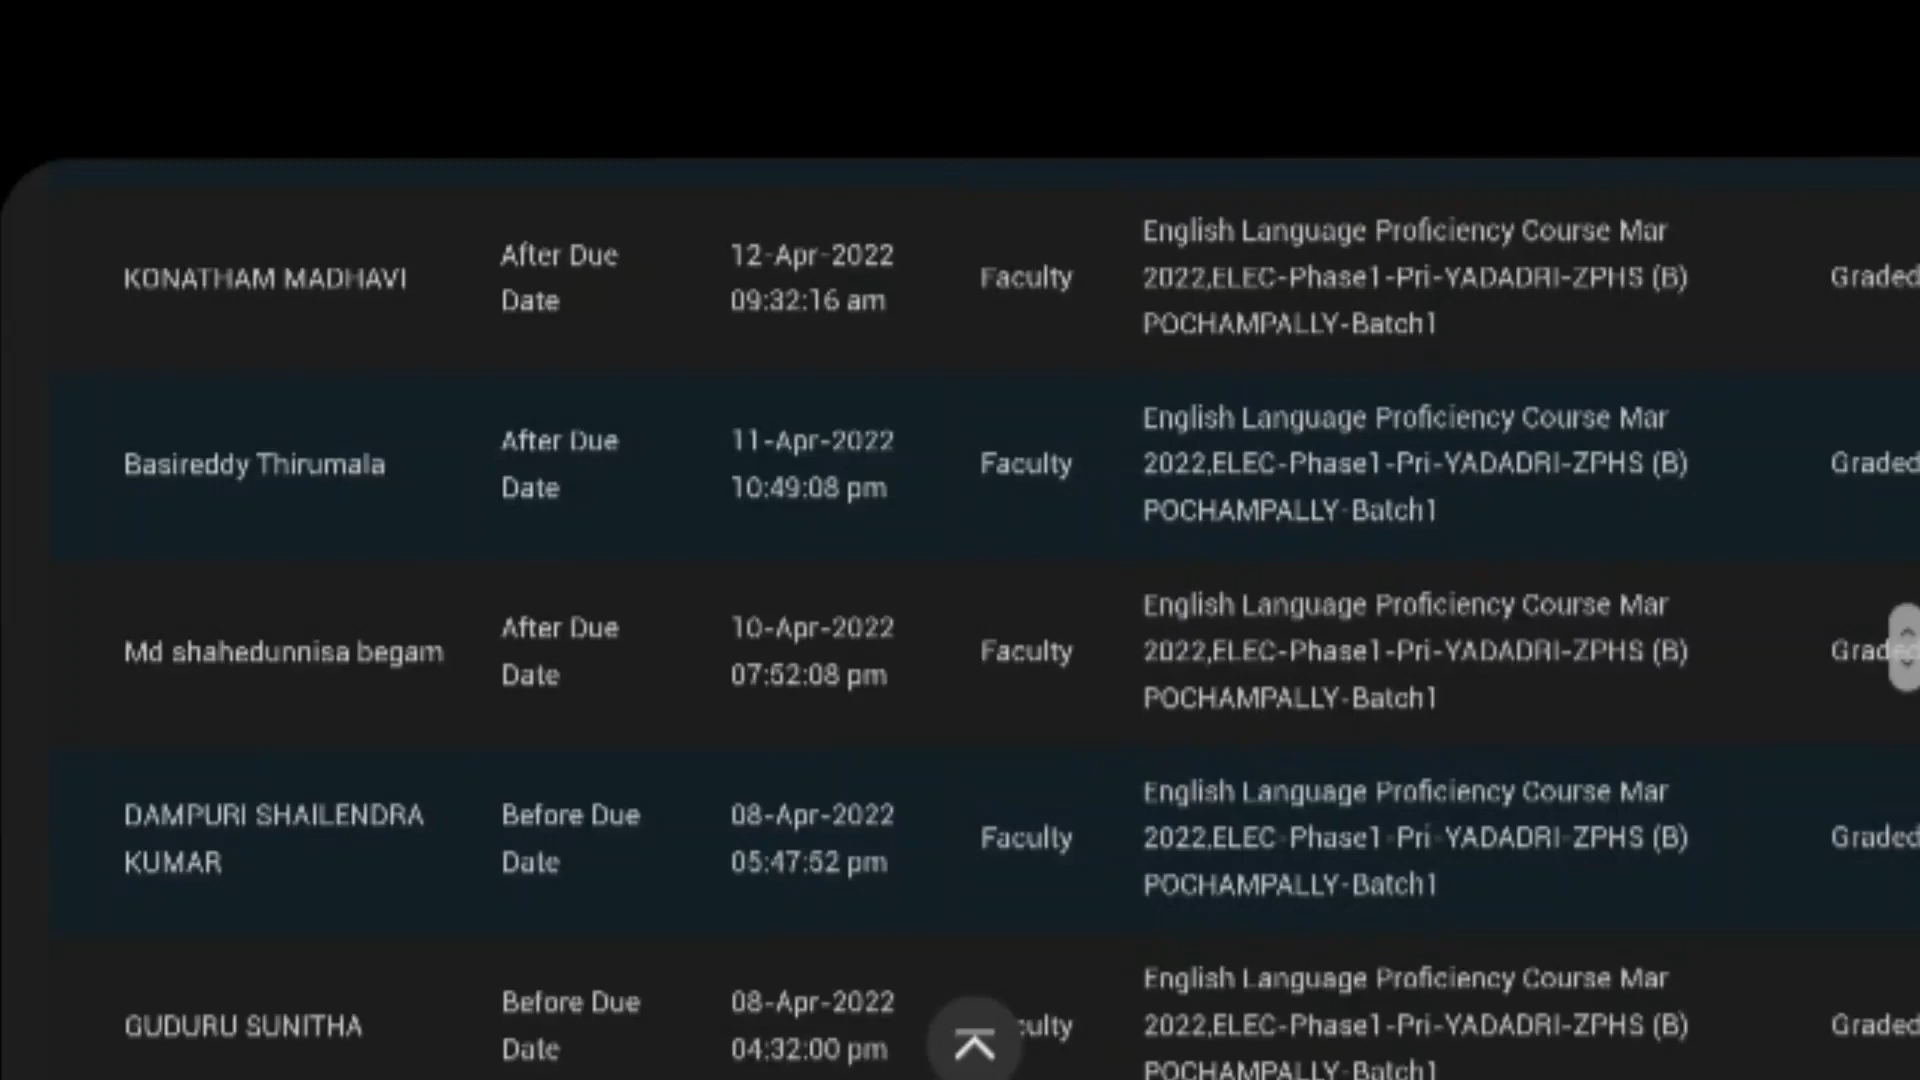 KONATHAM MADHAVI
After Due
Date
12-Apr-2022
09:32:16 am
Faculty
English Language Proficiency Course Mar
2022,ELEC-Phase1-Pri-YADADRI-ZPHS (B)
POCHAMPALLY-Batch1
Graded
Basireddy Thirumala
After Due
Date
11-Apr-2022
10:49:08 pm
Faculty
English Language Proficiency Course Mar
2022,ELEC-Phase1-Pri-YADADRI-ZPHS (B)
POCHAMPALLY-Batch1
Graded
Md shahedunnisa begam
After Due
Date
10-Apr-2022
07:52:08 pm
Faculty
English Language Proficiency Course Mar
2022,ELEC-Phase1-Pri-YADADRI-ZPHS (B)
POCHAMPALLY-Batch1
Graded
DAMPURI SHAILENDRA
KUMAR
Before Due
Date
08-Apr-2022
05:47:52 pm
Faculty
English Language Proficiency Course Mar
2022,ELEC-Phase1-Pri-YADADRI-ZPHS (B)
POCHAMPALLY-Batch1
Graded
GUDURU SUNITHA
Before Due
Date
08-Apr-2022
04:32:00 pm
culty
English Language Proficiency Course Mar
2022,ELEC-Phase1-Pri-YADADRI-ZPHS (B)
POCHAMPALLY-Batch1
Graded